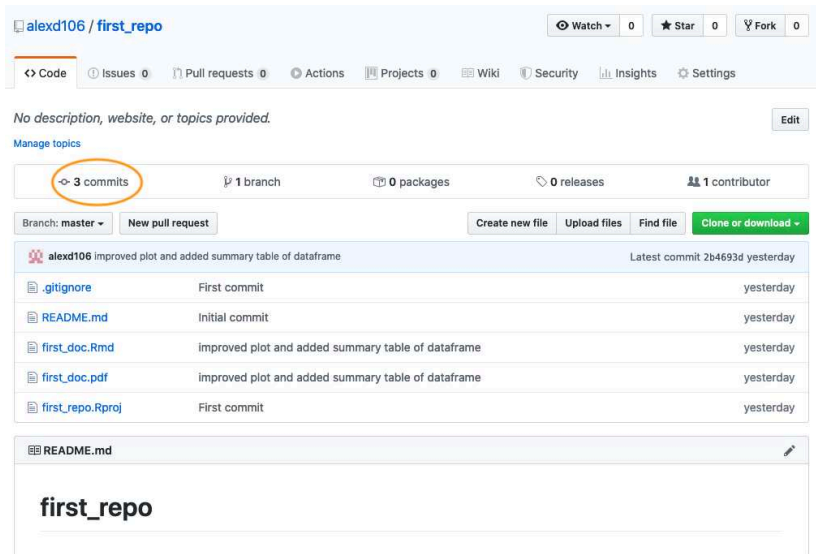 alexd106 / first_repo
Watch 0 Star 0 Fork 0
<> Code Issues 0 Pull requests 0 Actions Projects 0 Wiki Security Insights Settings
No description, website, or topics provided.
Edit
Manage topics
3 commits 1 branch 0 packages 0 releases 1 contributor
Branch: master New pull request Create new file Upload files Find file Clone or download
alexd106 improved plot and added summary table of dataframe Latest commit 2b4693d yesterday
.gitignore First commit yesterday
README.md Initial commit yesterday
first_doc.Rmd improved plot and added summary table of dataframe yesterday
first_doc.pdf improved plot and added summary table of dataframe yesterday
first_repo.Rproj First commit yesterday
README.md
first_repo